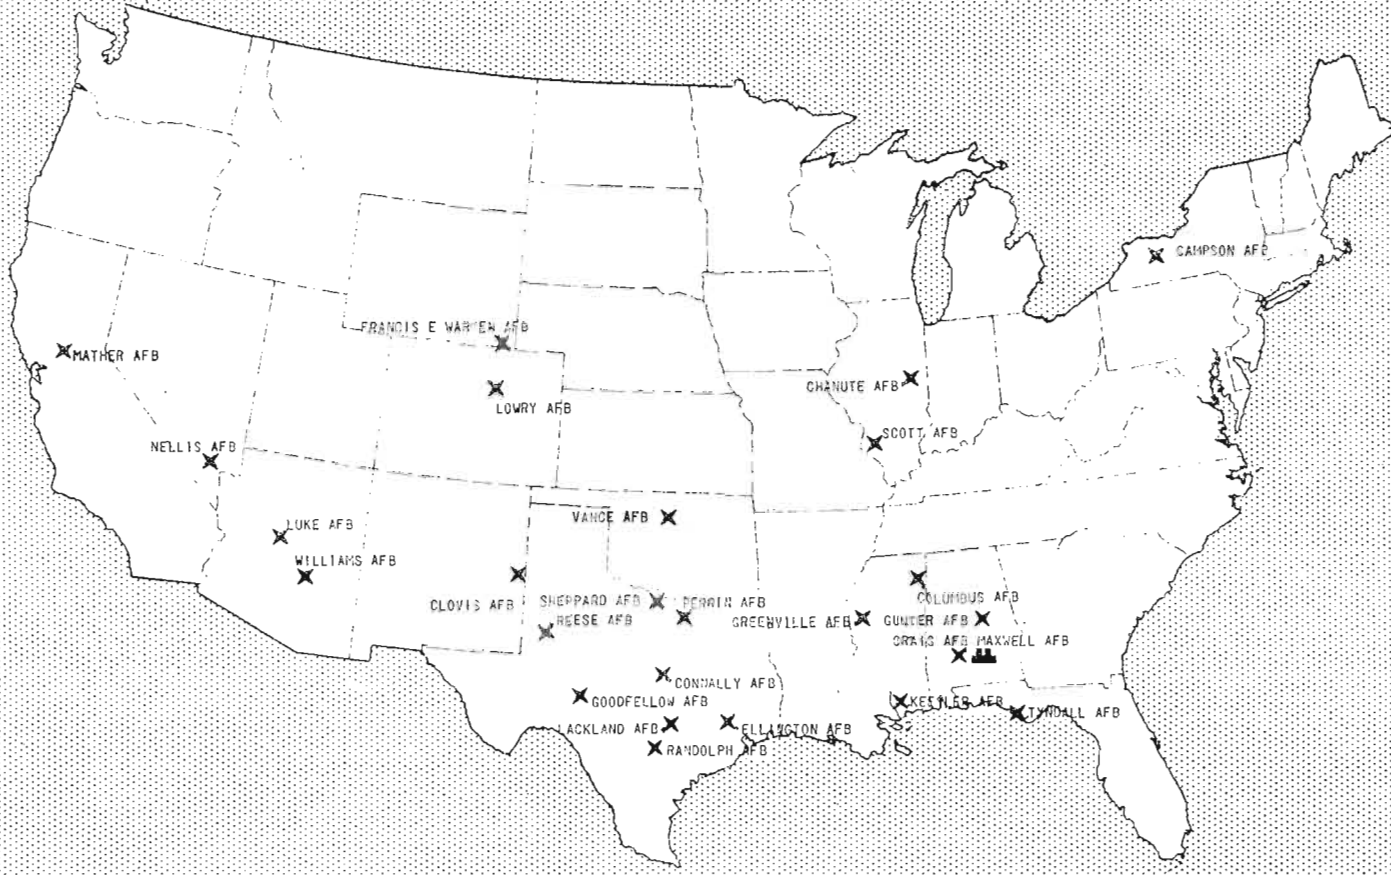 CAMPSON AFB
FRANCIS E WARREN AFB
MATHER AFB
CHANUTE AFB
LOWRY AFB
SCOTT AFB
NELLIS AFB
VANCE AFB
LUKE AFB
WILLIAMS AFB
COLUMBUS AFB
CLOVIS AFB
SHEPPARD AFB
PERRIN AFB
REESE AFB
GREENVILLE AFB
GUNTER AFB
CRAIG AFB MAXWELL AFB
CONNALLY AFB
GOODFELLOW AFB
KEESLER AFB
TYNDALL AFB
LACKLAND AFB
ELLINGTON AFB
RANDOLPH AFB